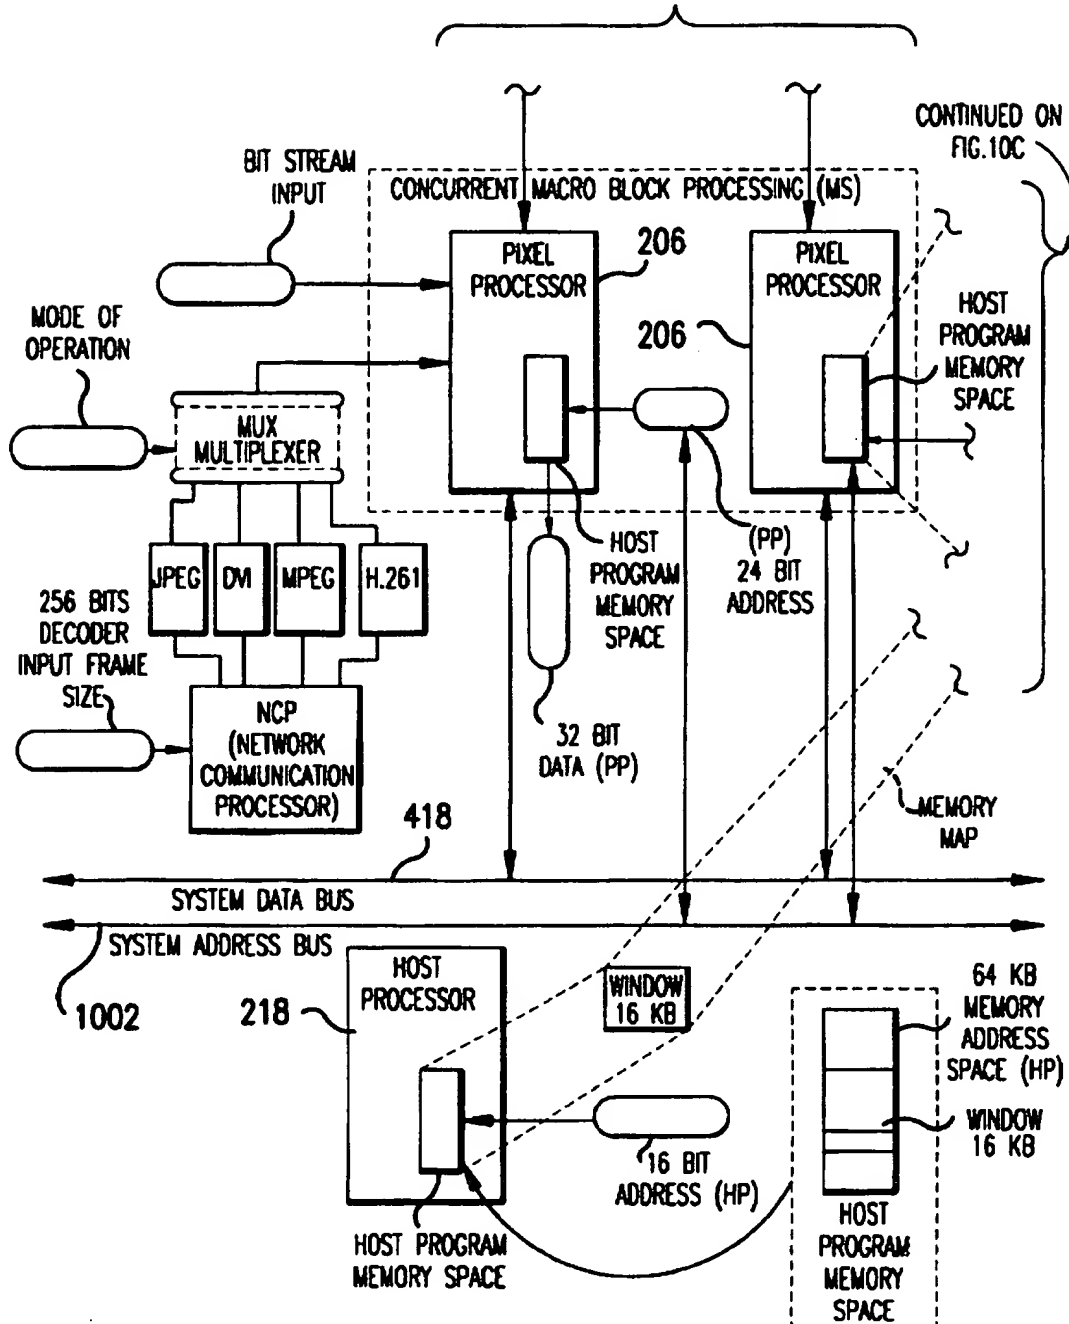 CONTINUED ON
FIG.10C
BIT STREAM
INPUT
CONCURRENT MACRO BLOCK PROCESSING (MS)
PIXEL
PROCESSOR
206
PIXEL
PROCESSOR
206
HOST
PROGRAM
MEMORY
SPACE
MODE OF
OPERATION
MUX
MULTIPLEXER
JPEG
DVI
MPEG
H.261
HOST
PROGRAM
MEMORY
SPACE
(PP)
24 BIT
ADDRESS
256 BITS
DECODER
INPUT FRAME
SIZE
NCP
(NETWORK
COMMUNICATION
PROCESSOR)
32 BIT
DATA (PP)
MEMORY
MAP
418
SYSTEM DATA BUS
SYSTEM ADDRESS BUS
1002
HOST
PROCESSOR
218
WINDOW
16 KB
64 KB
MEMORY
ADDRESS
SPACE (HP)
WINDOW
16 KB
16 BIT
ADDRESS (HP)
HOST PROGRAM
MEMORY SPACE
HOST
PROGRAM
MEMORY
SPACE